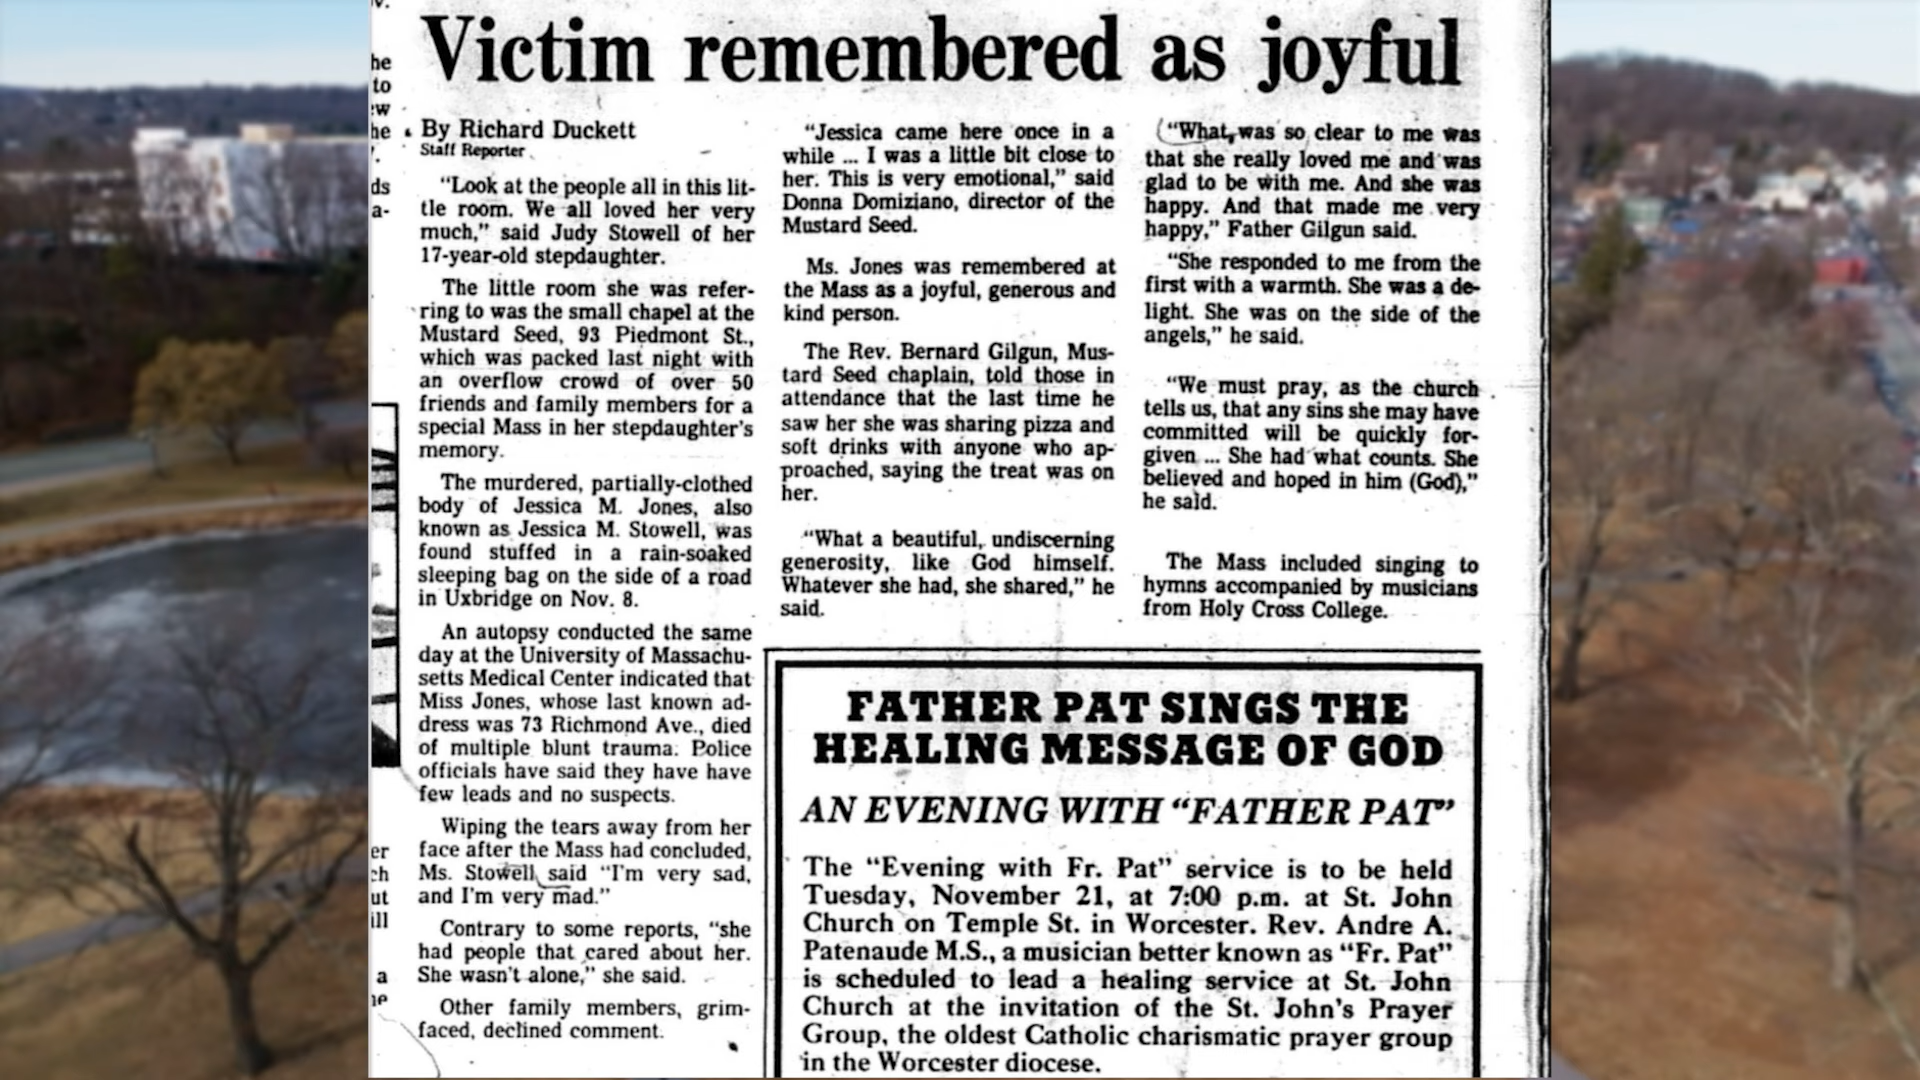 Victim remembered as joyful
By Richard Duckett
Staff Reporter
"Look at the people all in this lit-
tle room. We all loved her very
much," said Judy Stowell of her
17-year-old stepdaughter.
The little room she was refer-
ring to was the small chapel at the
Mustard Seed, 93 Piedmont St.,
which was packed last night with
an overflow crowd of over 50
friends and family members for a
special Mass in her stepdaughter's
memory.
The murdered, partially-clothed
body of Jessica M. Jones, also
known as Jessica M. Stowell, was
found stuffed in a rain-soaked
sleeping bag on the side of a road
in Uxbridge on Nov. 8.
An autopsy conducted the same
day at the University of Massachu-
setts Medical Center indicated that
Miss Jones, whose last known ad-
dress was 73 Richmond Ave., died
of multiple blunt trauma. Police
officials have said they have have
few leads and no suspects.
Wiping the tears away from her
face after the Mass had concluded,
Ms. Stowell said "I'm very sad,
and I'm very mad."
Contrary to some reports, "she
had people that cared about her.
She wasn't alone," she said.
Other family members, grim-
faced, declined comment.
"Jessica came here once in a
while ... I was a little bit close to
her. This is very emotional," said
Donna Domiziano, director of the
Mustard Seed.
Ms. Jones was remembered at
the Mass as a joyful, generous and
kind person.
The Rev. Bernard Gilgun, Mus-
tard Seed chaplain, told those in
attendance that the last time he
saw her she was sharing pizza and
soft drinks with anyone who ap-
proached, saying the treat was on
her.
"What a beautiful, undiscerning
generosity, like God himself.
Whatever she had, she shared," he
said.
"What was so clear to me was
that she really loved me and was
glad to be with me. And she was
happy. And that made me very
happy," Father Gilgun said.
"She responded to me from the
first with a warmth. She was a de-
light. She was on the side of the
angels," he said.
"We must pray, as the church
tells us, that any sins she may have
committed will be quickly for-
given ... She had what counts. She
believed and hoped in him (God),"
he said.
The Mass included singing to
hymns accompanied by musicians
from Holy Cross College.
FATHER PAT SINGS THE
HEALING MESSAGE OF GOD
AN EVENING WITH "FATHER PAT"
The "Evening with Fr. Pat" service is to be held
Tuesday, November 21, at 7:00 p.m. at St. John
Church on Temple St. in Worcester. Rev. Andre A.
Patenaude M.S., a musician better known as "Fr. Pat"
is scheduled to lead a healing service at St. John
Church at the invitation of the St. John's Prayer
Group, the oldest Catholic charismatic prayer group
in the Worcester diocese.